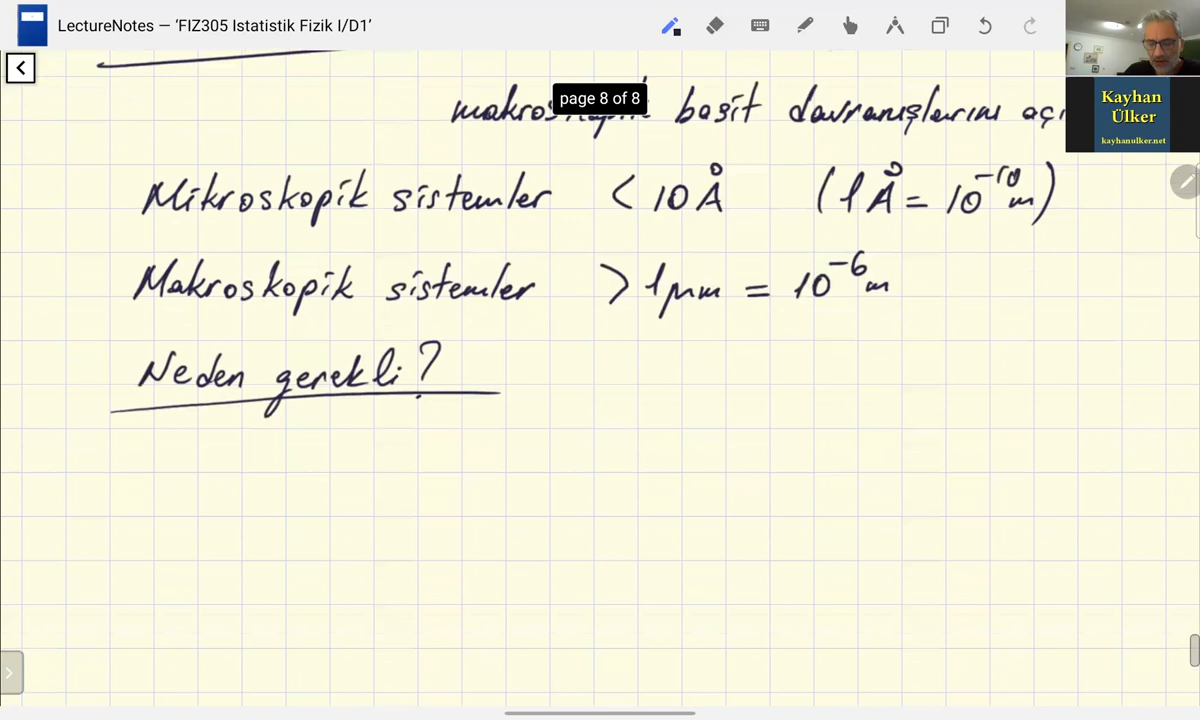 LectureNotes — ‘FIZ305 Istatistik Fizik I/D1’
Kayhan
Ülker
kayhanulker.net
page 8 of 8
basit davranışlarını
Mikroskopik sistemler < 10 Å (1 Å = 10⁻¹⁰ m)
Makroskopik sistemler > 1 μm = 10⁻⁶ m
Neden gerekli?